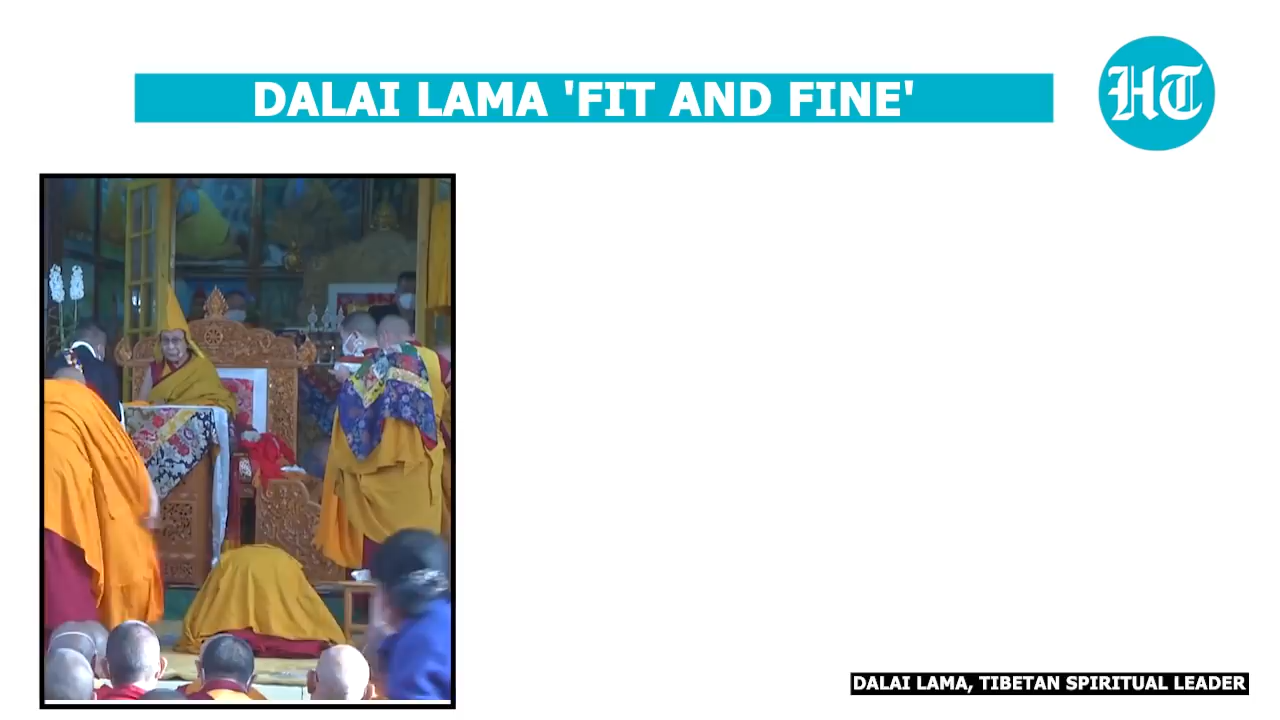 DALAI LAMA 'FIT AND FINE'
HT
DALAI LAMA, TIBETAN SPIRITUAL LEADER